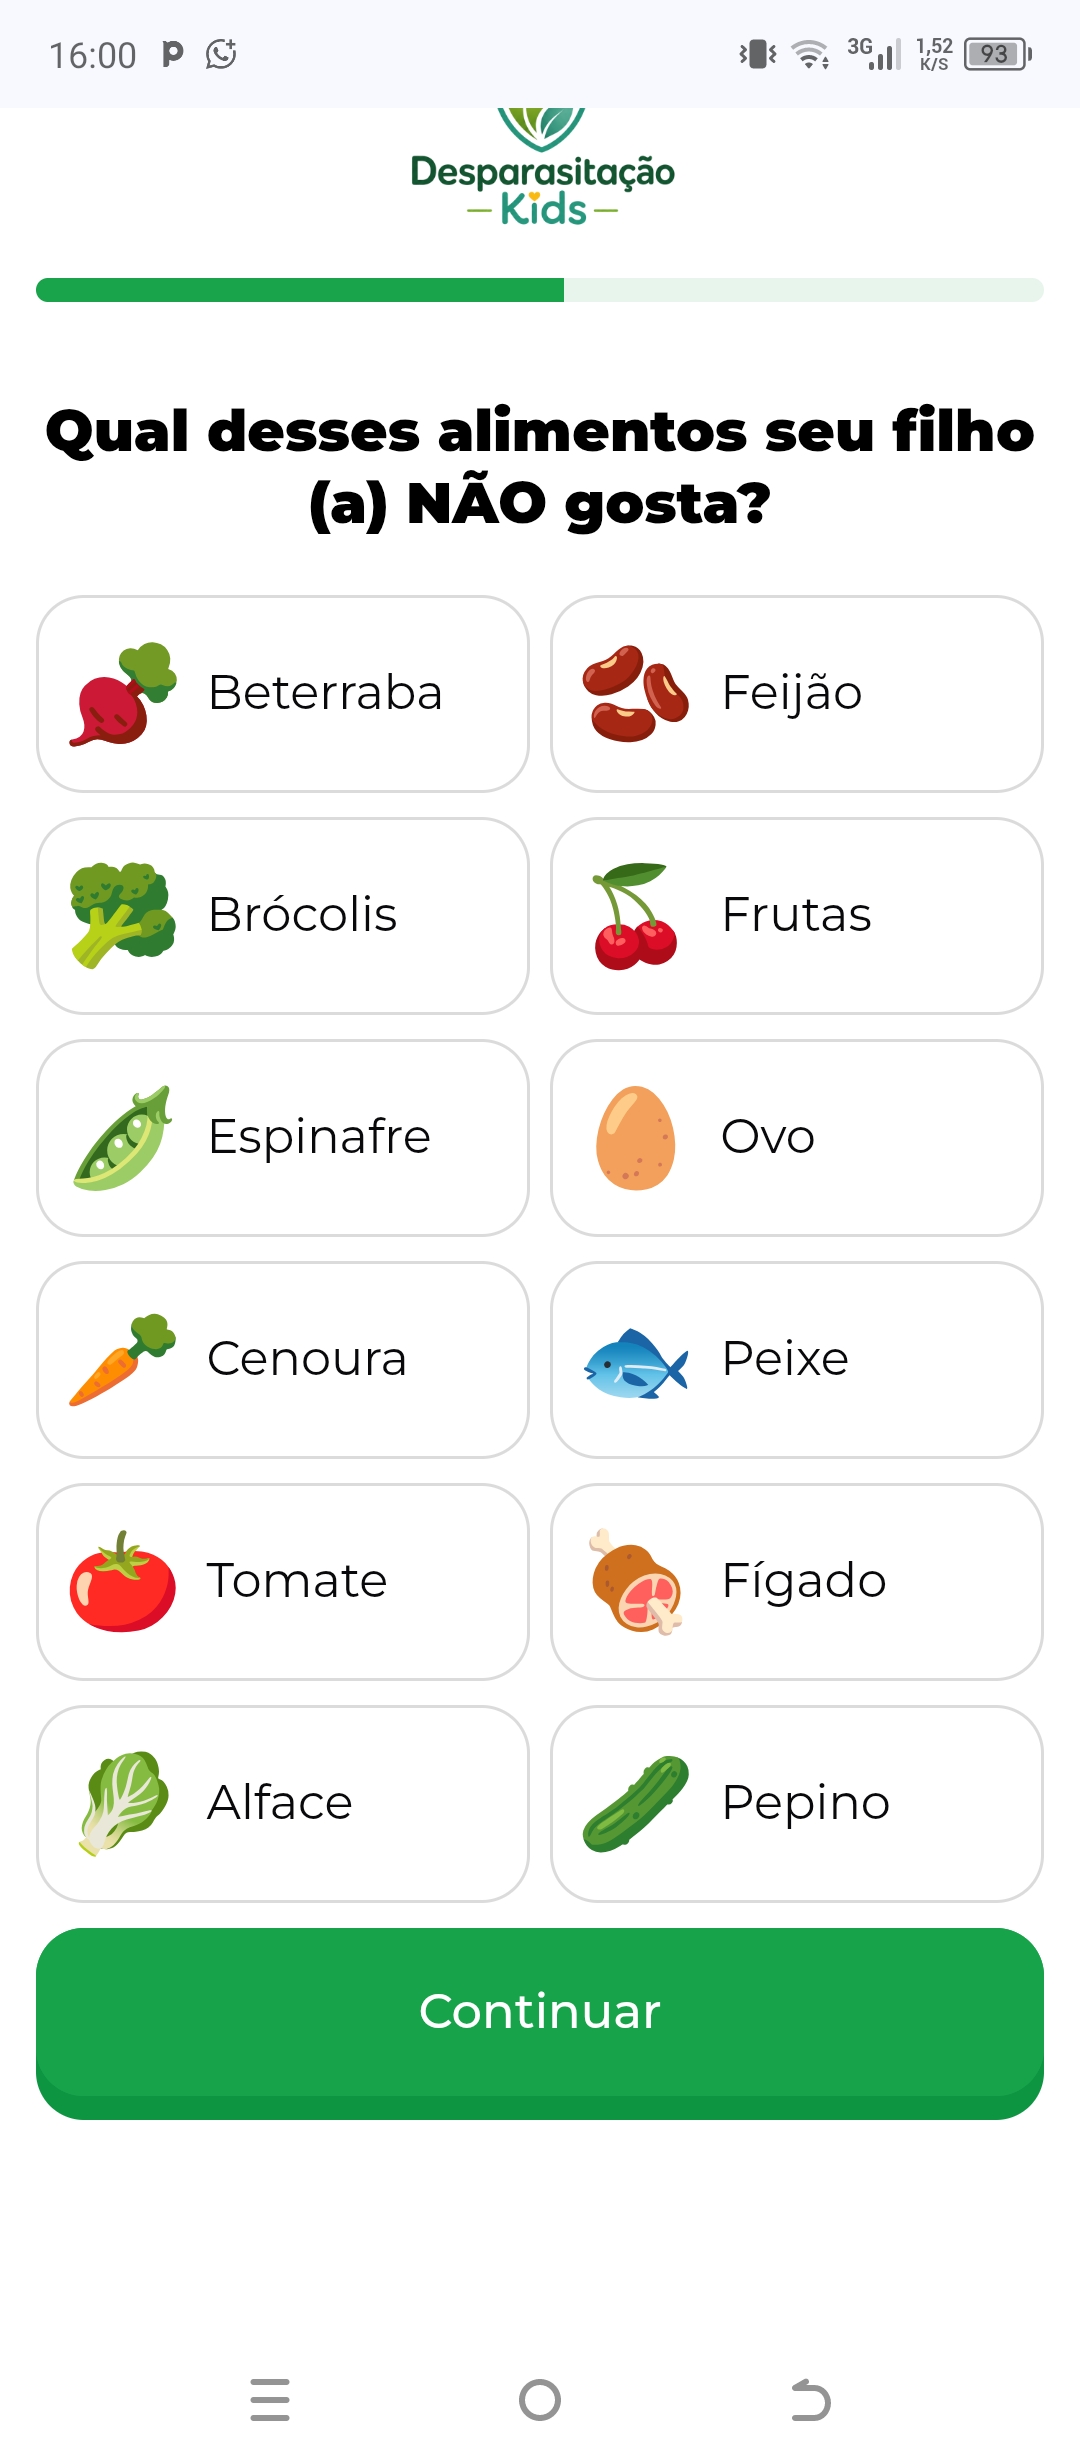 16:00
3G
1,52
K/S
93
Desparasitação
Kids
Qual desses alimentos seu filho
(a) NÃO gosta?
Beterraba
Feijão
Brócolis
Frutas
Espinafre
Ovo
Cenoura
Peixe
Tomate
Fígado
Alface
Pepino
Continuar